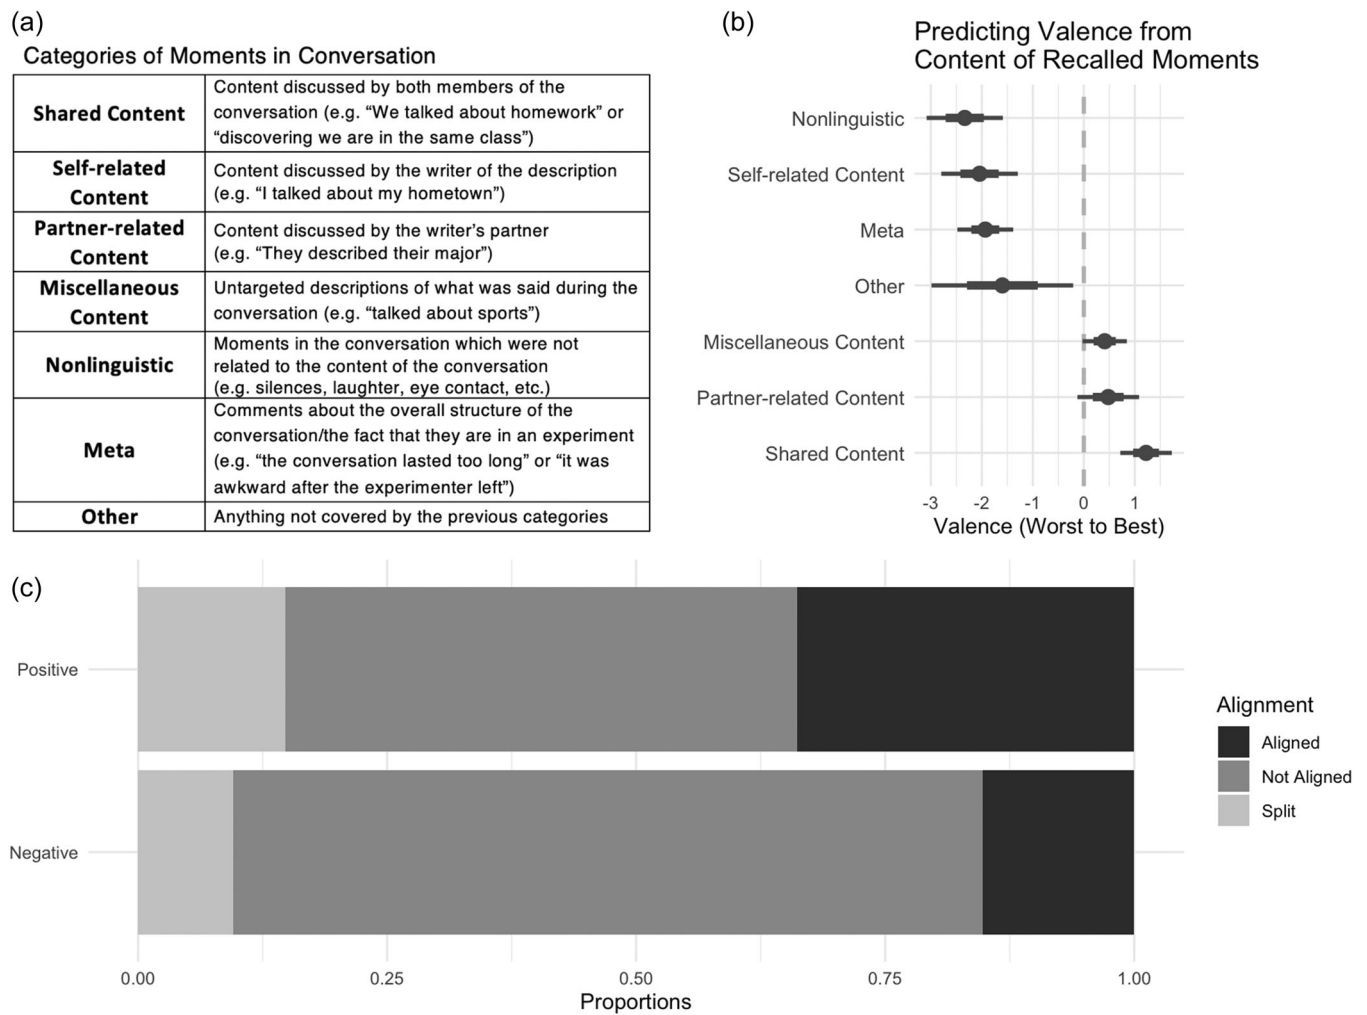 (a)
Categories of Moments in Conversation
Shared Content
Content discussed by both members of the
conversation (e.g. “We talked about homework” or
“discovering we are in the same class”)
Self-related
Content
Content discussed by the writer of the description
(e.g. “I talked about my hometown”)
Partner-related
Content
Content discussed by the writer’s partner
(e.g. “They described their major”)
Miscellaneous
Content
Untargeted descriptions of what was said during the
conversation (e.g. “talked about sports”)
Nonlinguistic
Moments in the conversation which were not
related to the content of the conversation
(e.g. silences, laughter, eye contact, etc.)
Meta
Comments about the overall structure of the
conversation/the fact that they are in an experiment
(e.g. “the conversation lasted too long” or “it was
awkward after the experimenter left”)
Other
Anything not covered by the previous categories
(b)
Predicting Valence from
Content of Recalled Moments
Nonlinguistic
Self-related Content
Meta
Other
Miscellaneous Content
Partner-related Content
Shared Content
-3 -2 -1 0 1
Valence (Worst to Best)
(c)
Positive
Negative
0.00 0.25 0.50 0.75 1.00
Proportions
Alignment
Aligned
Not Aligned
Split